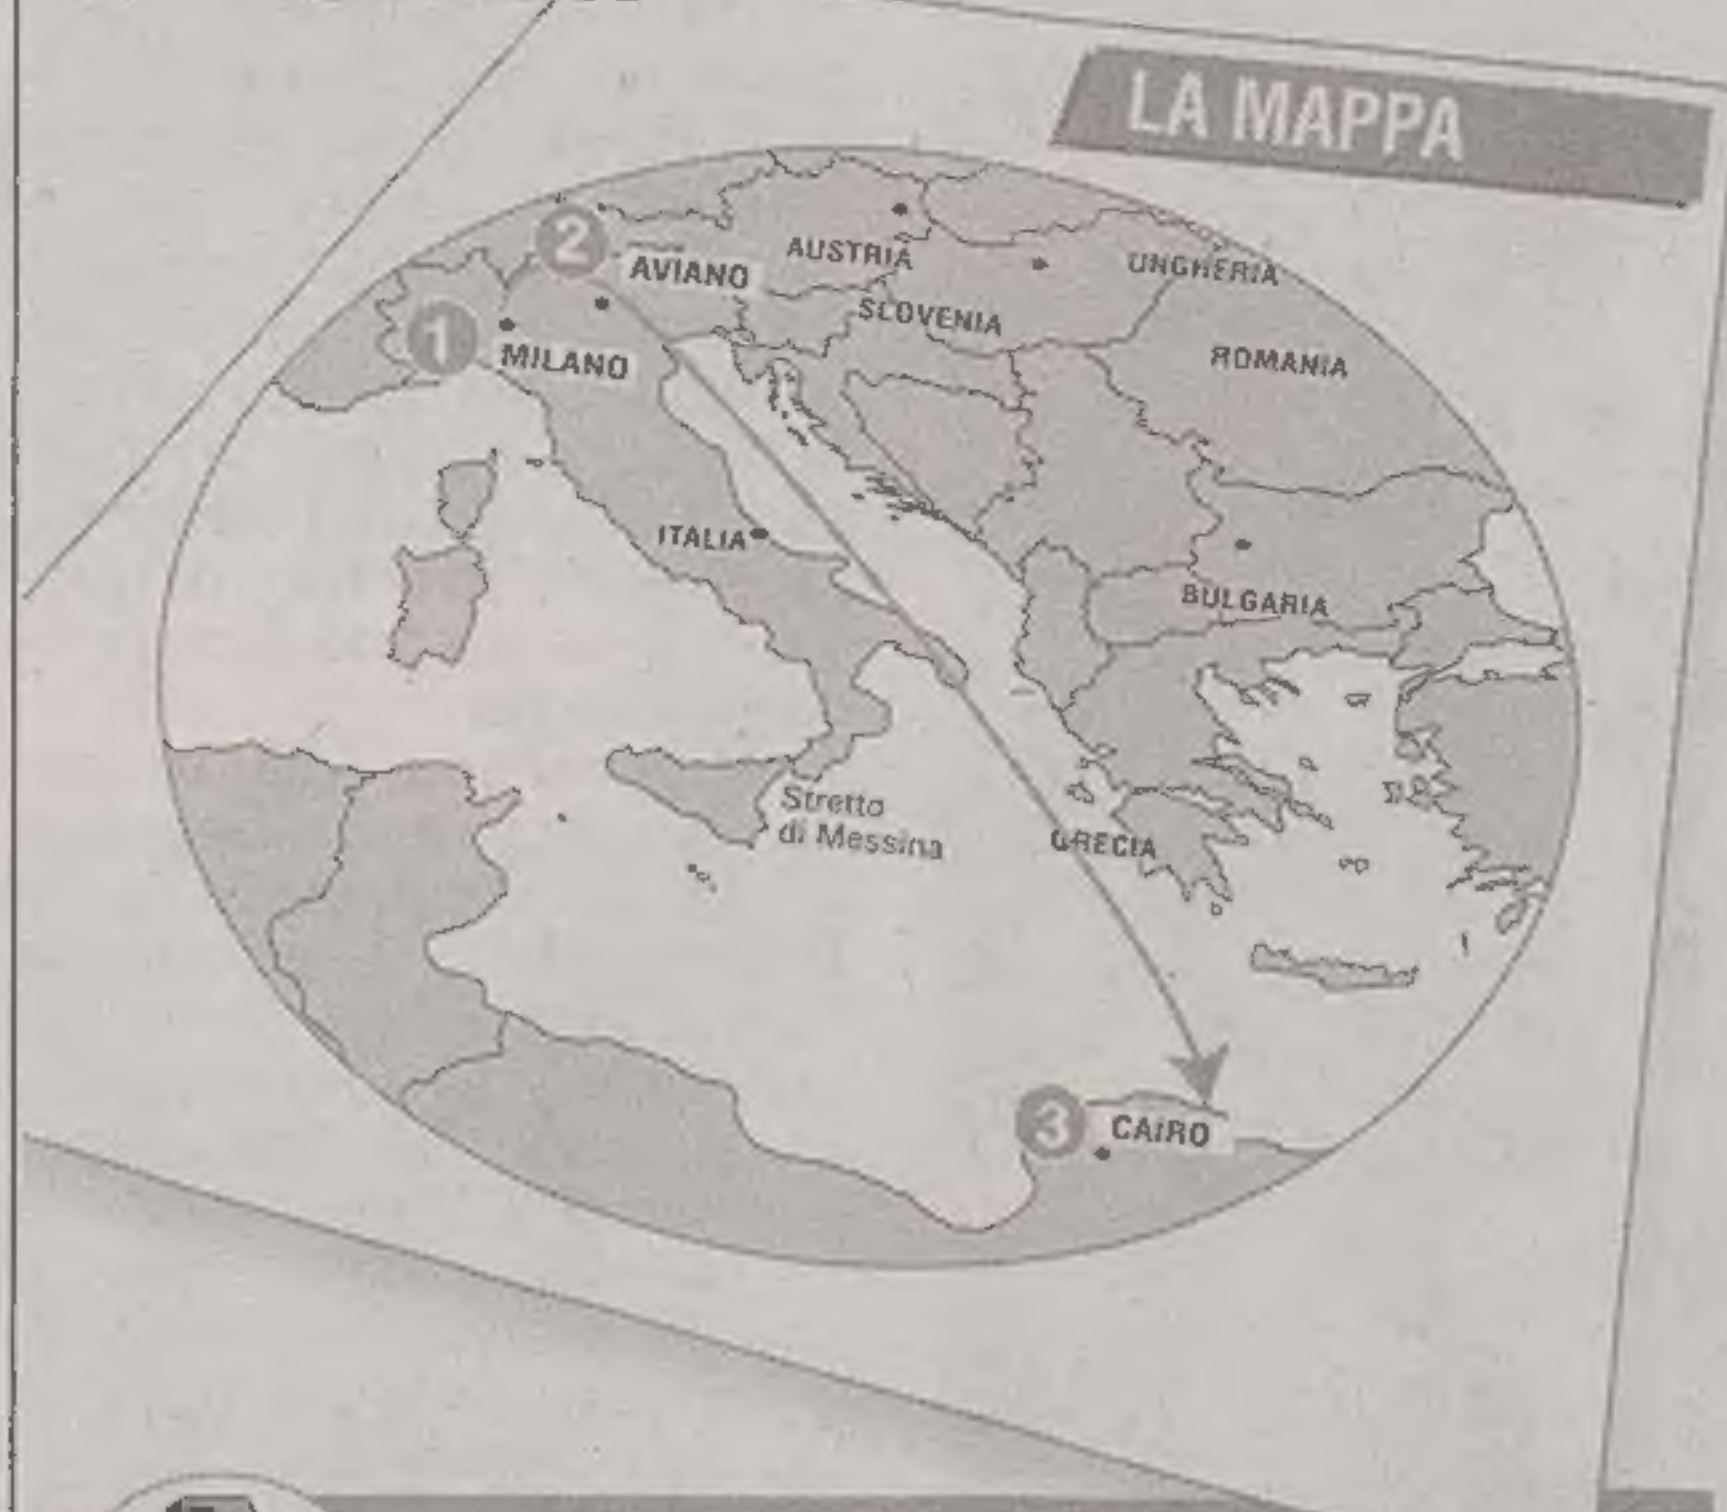 LA MAPPA
2
AVIANO
AUSTRIA
UNGHERIA
SLOVENIA
1
MILANO
ROMANIA
ITALIA
BULGARIA
Stretto
di Messina
GRECIA
3
CAIRO